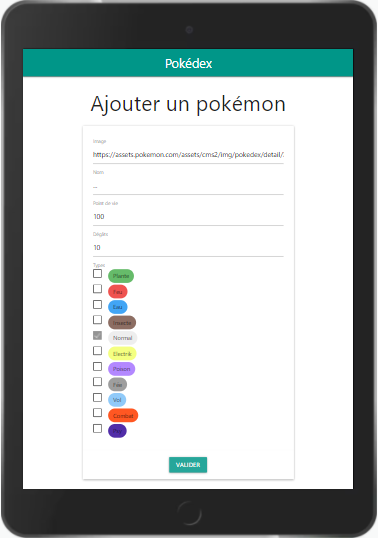 Pokédex
Ajouter un pokémon
Image
https://assets.pokemon.com/assets/cms2/img/pokedex/detail/
Nom
...
Point de vie
100
Dégâts
10
Types
Plante
Feu
Eau
Insecte
Normal
Electrik
Poison
Fée
Vol
Combat
Psy
VALIDER